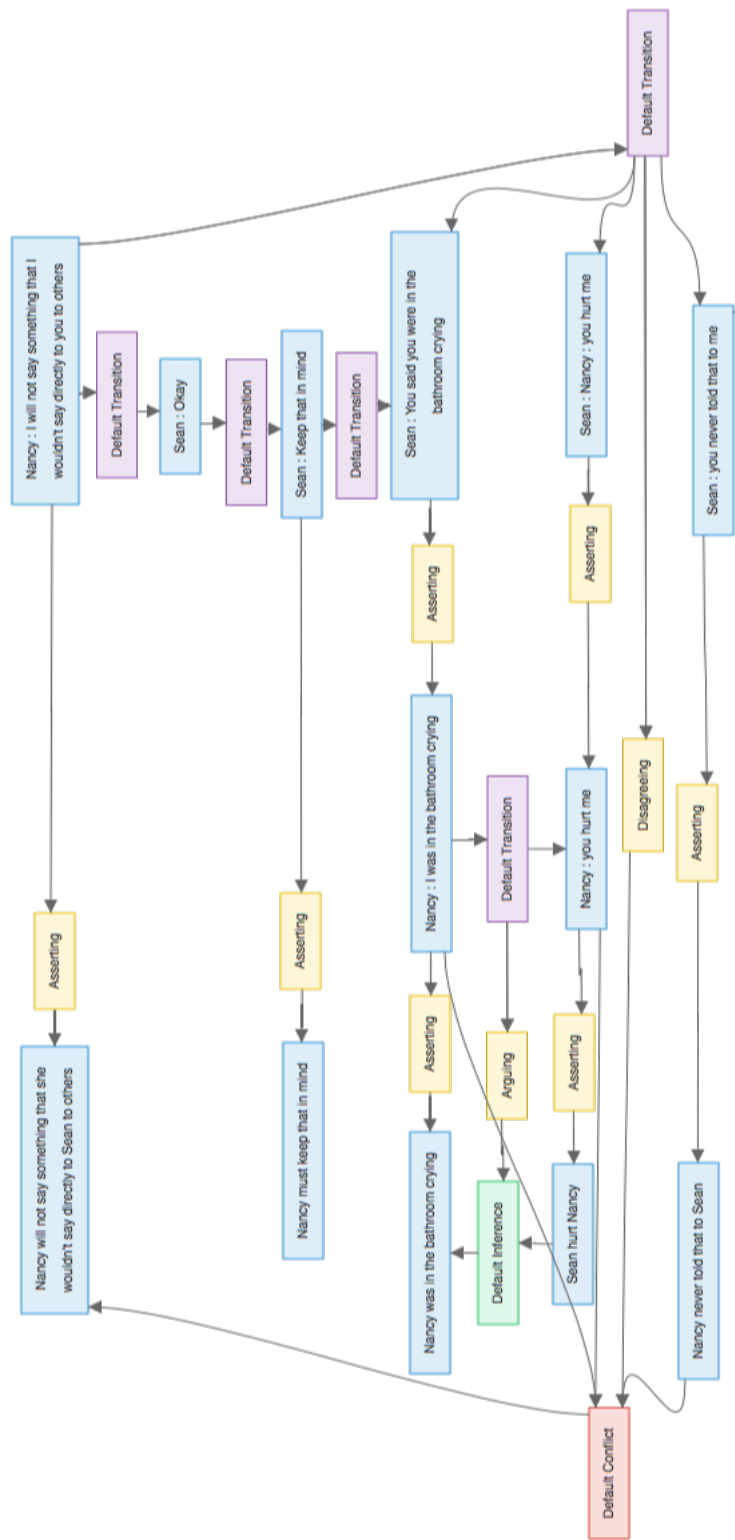 Nancy will not say something that she
wouldn't say directly to Sean to others
Asserting
Nancy : I will not say something that I
wouldn't say directly to you to others
Default Transition
Sean : Okay
Default Transition
Nancy must keep that in mind
Asserting
Sean : Keep that in mind
Default Transition
Nancy was in the bathroom crying
Asserting
Nancy : I was in the bathroom crying
Asserting
Sean : You said you were in the
bathroom crying
Default Inference
Arguing
Default Transition
Sean hurt Nancy
Asserting
Nancy : you hurt me
Asserting
Sean : Nancy : you hurt me
Default Conflict
Disagreeing
Default Transition
Nancy never told that to Sean
Asserting
Sean : you never told that to me